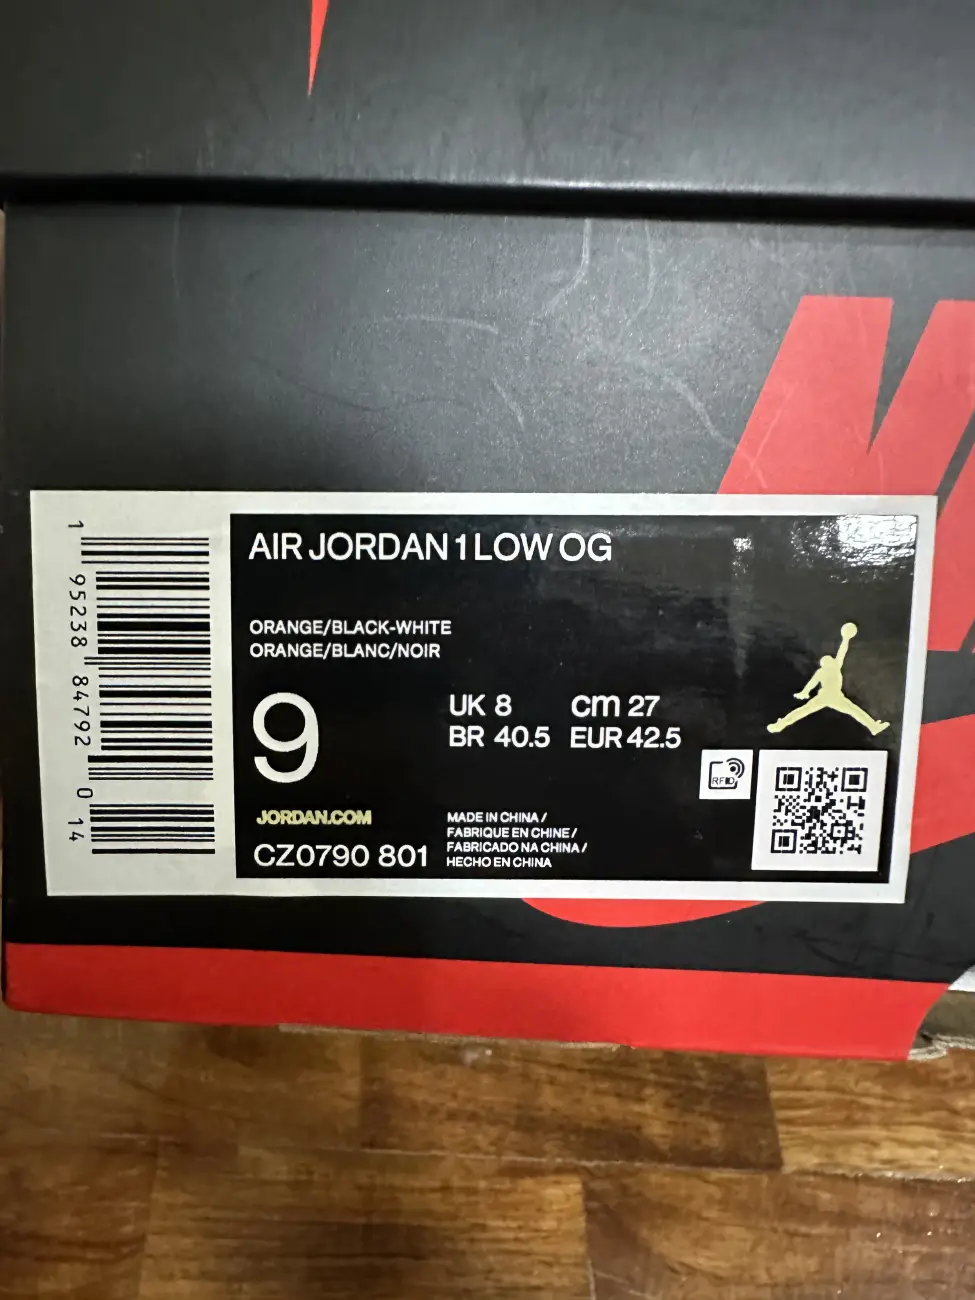 AIR JORDAN 1 LOW OG
ORANGE/BLACK-WHITE
ORANGE/BLANC/NOIR
9
UK 8 cm 27
BR 40.5 EUR 42.5
RFID
JORDAN.COM
CZ0790 801
MADE IN CHINA /
FABRIQUE EN CHINE /
FABRICADO NA CHINA /
HECHO EN CHINA
1 95238 84792 0 14